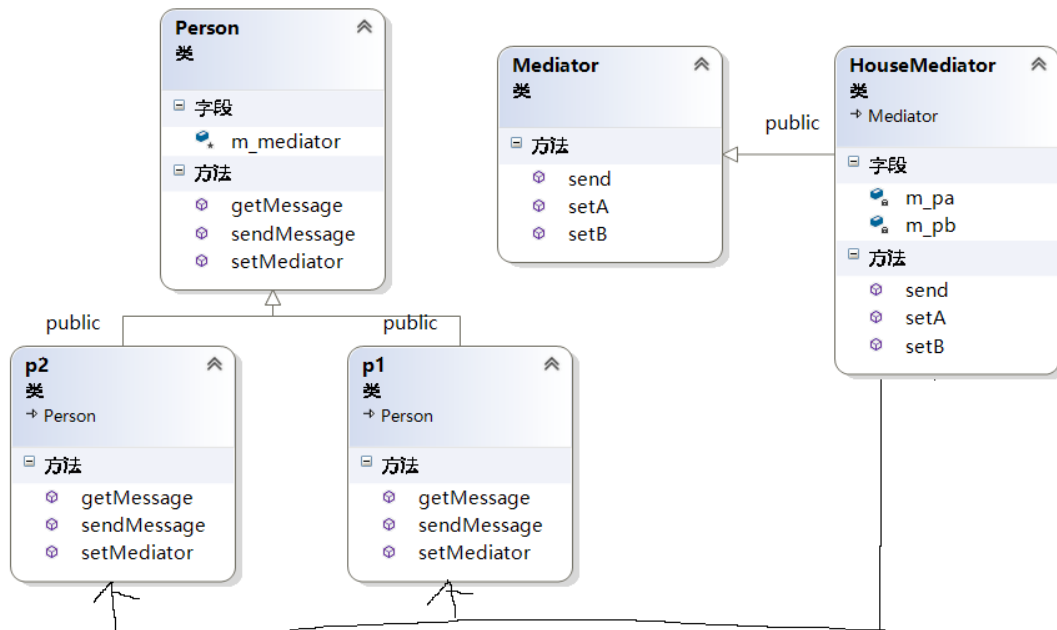 Person
类
字段
m_mediator
方法
getMessage
sendMessage
setMediator
Mediator
类
方法
send
setA
setB
public
HouseMediator
类
Mediator
字段
m_pa
m_pb
方法
send
setA
setB
public
public
p2
类
Person
方法
getMessage
sendMessage
setMediator
p1
类
Person
方法
getMessage
sendMessage
setMediator